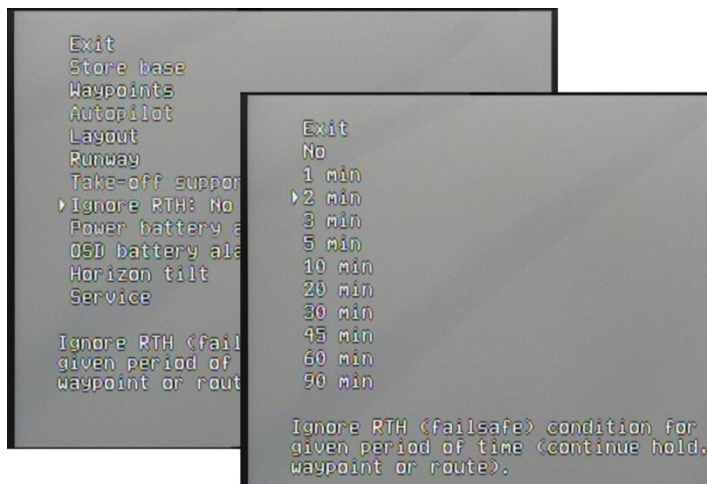 Exit
Store base
Waypoints
Autopilot
Layout
Runway
Take-off suppor
Ignore RTH: No
Power battery a
OSD battery ala
Horizon tilt
Service
Ignore RTH (fail
given period of
waypoint or rout
Exit
No
1 min
2 min
3 min
5 min
10 min
20 min
30 min
45 min
60 min
90 min
Ignore RTH (failsafe) condition for
given period of time (continue hold,
waypoint or route).